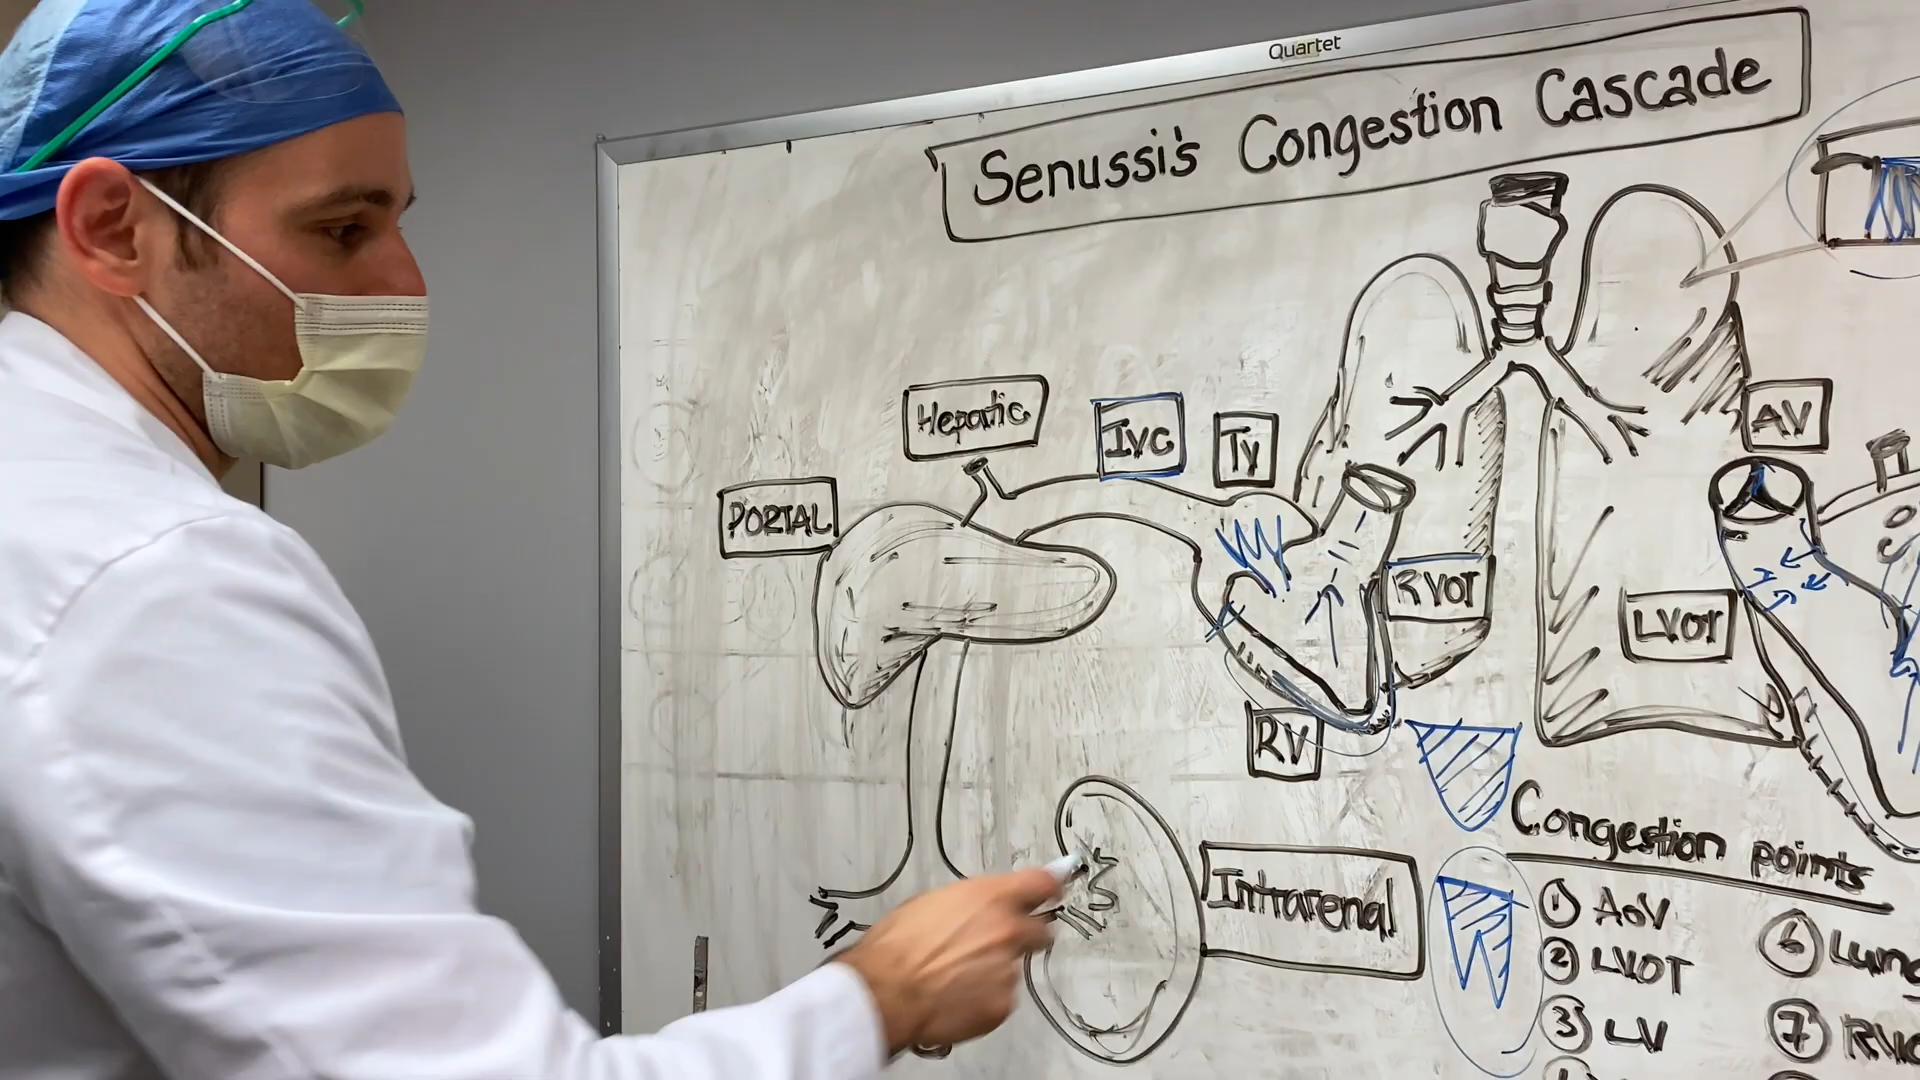 Quartet
Senussi's Congestion Cascade
Hepatic
IVC
TV
AV
PORTAL
RVOT
LVOT
RV
Congestion points
Intrarenal
① AoV
⑥ Lung
② LVOT
③ LV
⑦